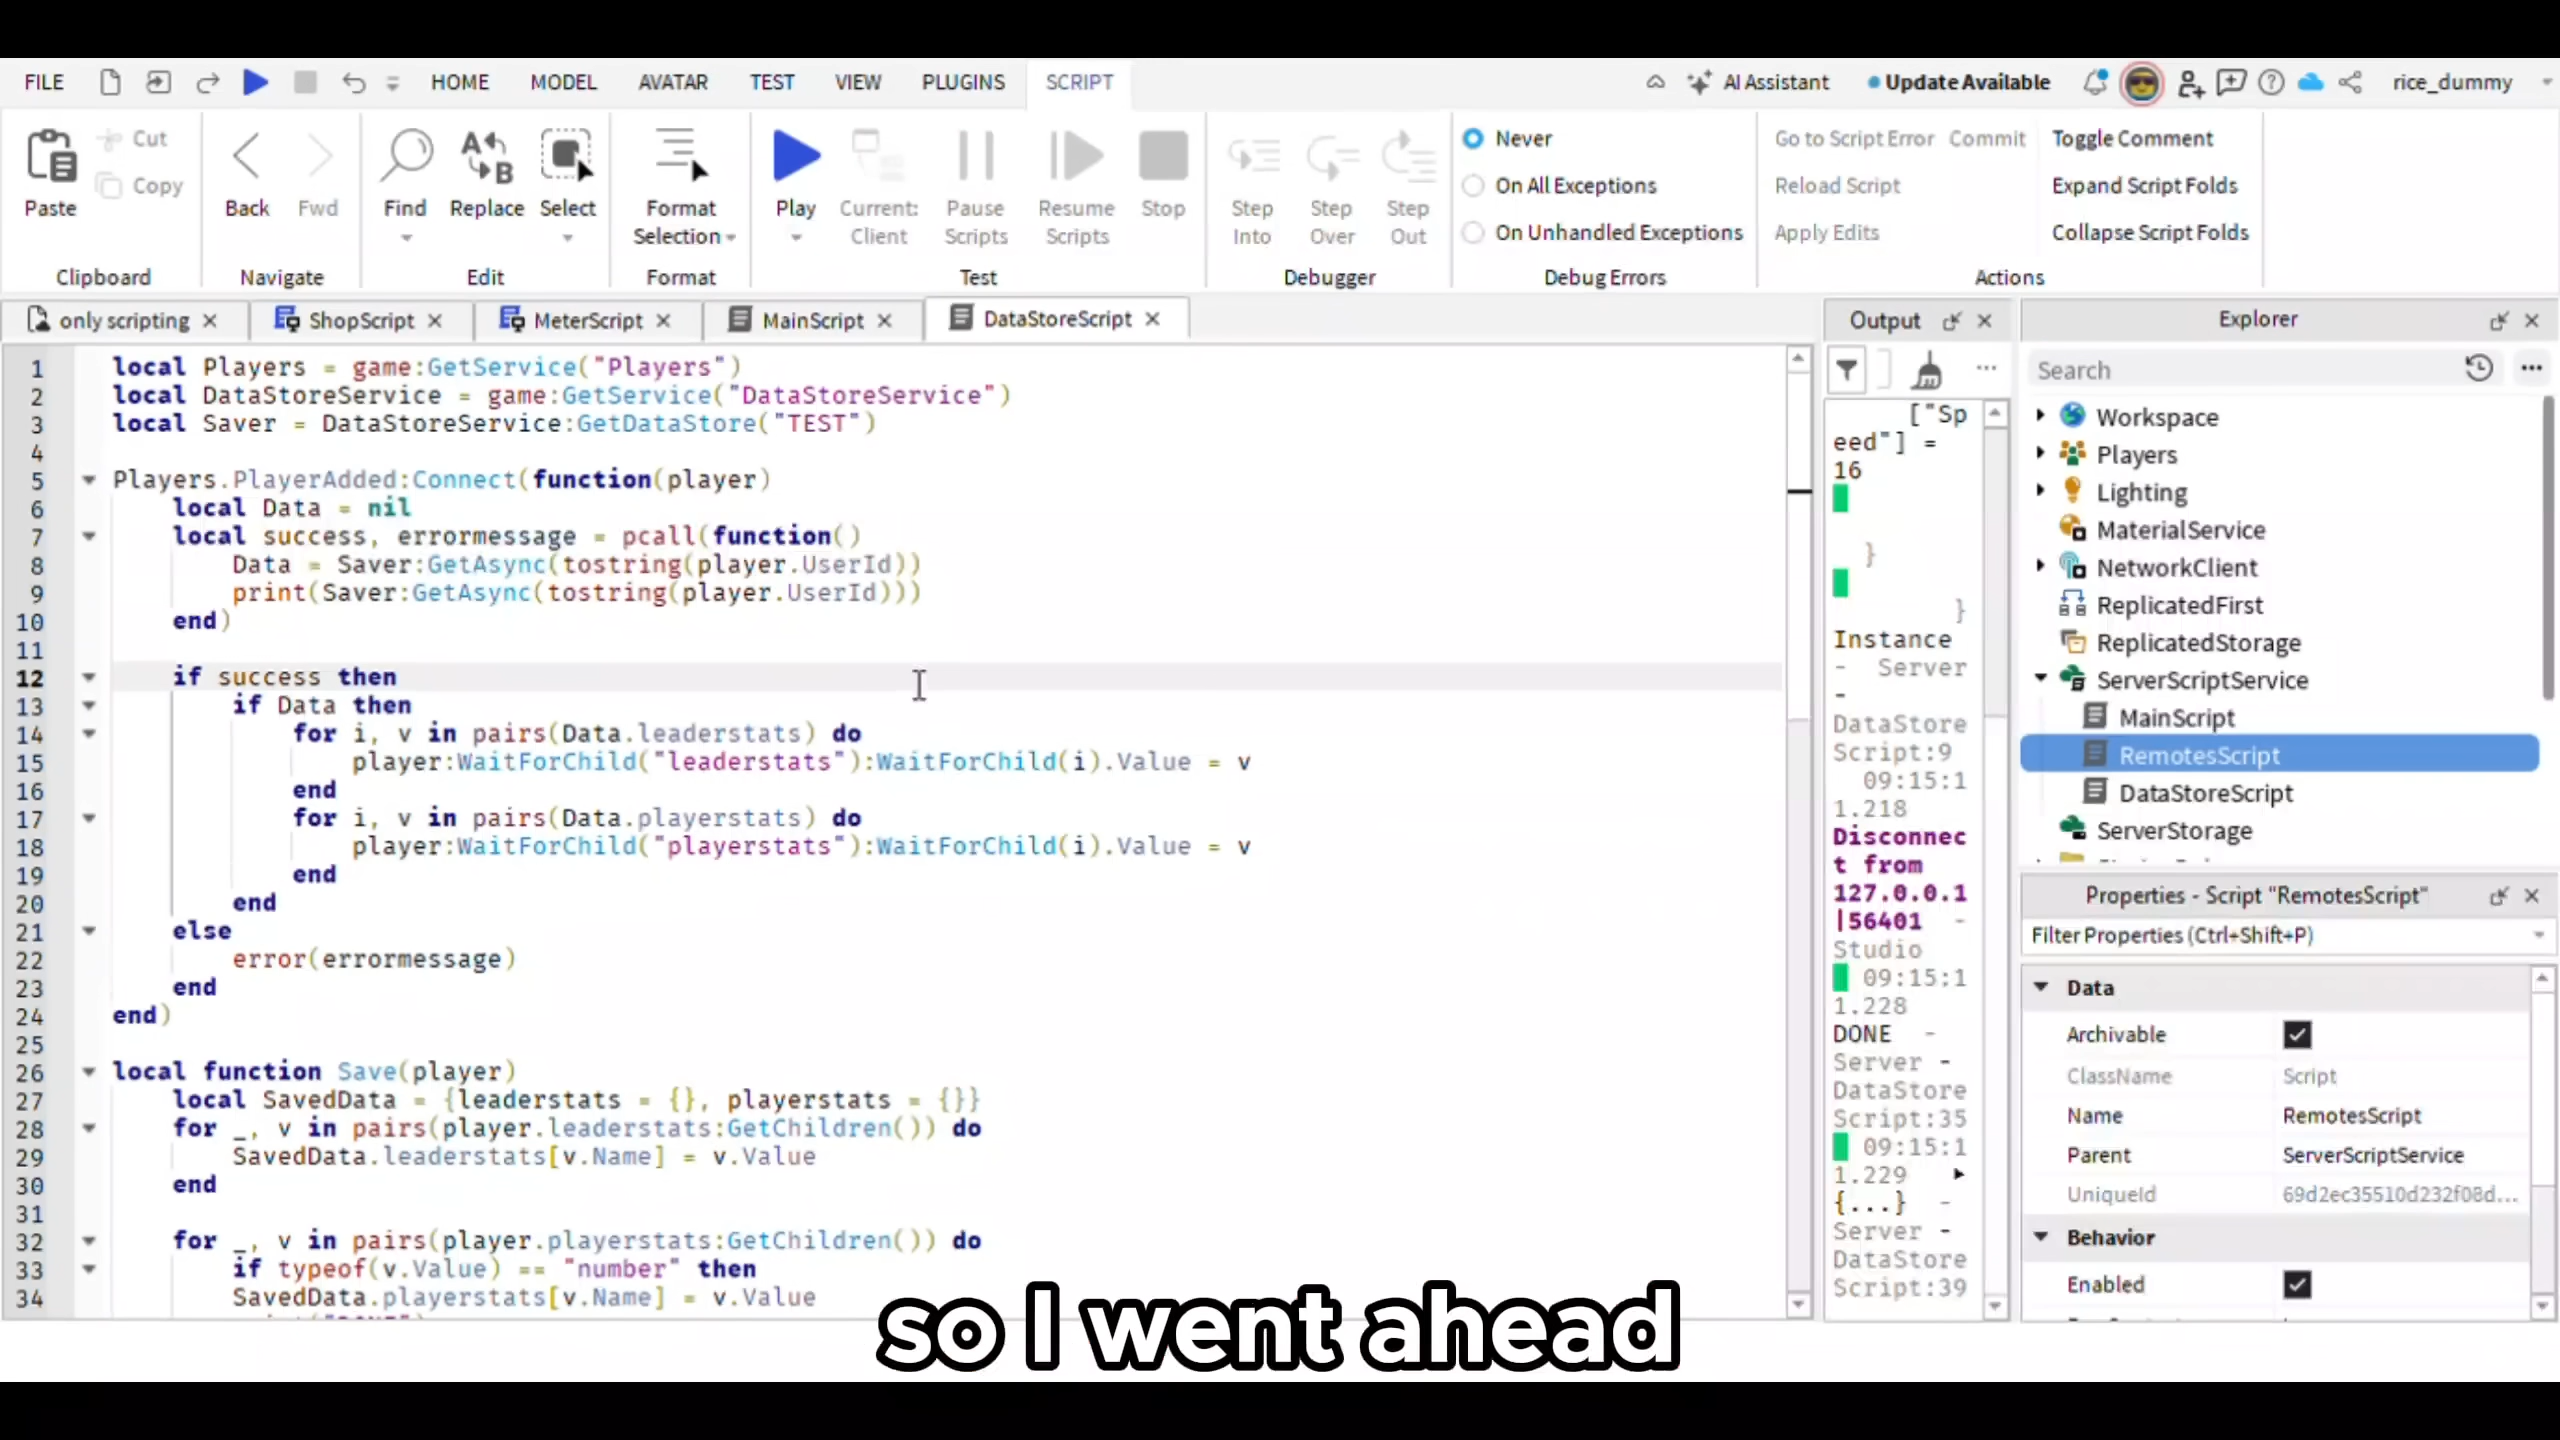 FILE HOME MODEL AVATAR TEST VIEW PLUGINS SCRIPT AI Assistant Update Available rice_dummy
Paste Cut Copy Back Fwd Find Replace Select Format Selection Play Current: Client Pause Scripts Resume Scripts Stop Step Into Step Over Step Out
Never
On All Exceptions
On Unhandled Exceptions
Go to Script Error Commit Toggle Comment
Reload Script Expand Script Folds
Apply Edits Collapse Script Folds
Clipboard Navigate Edit Format Test Debugger Debug Errors Actions
only scripting ShopScript MeterScript MainScript DataStoreScript
1 local Players = game:GetService("Players")
2 local DataStoreService = game:GetService("DataStoreService")
3 local Saver = DataStoreService:GetDataStore("TEST")
4
5 Players.PlayerAdded:Connect(function(player)
6 local Data = nil
7 local success, errormessage = pcall(function()
8 Data = Saver:GetAsync(tostring(player.UserId))
9 print(Saver:GetAsync(tostring(player.UserId)))
10 end)
11
12 if success then
13 if Data then
14 for i, v in pairs(Data.leaderstats) do
15 player:WaitForChild("leaderstats"):WaitForChild(i).Value = v
16 end
17 for i, v in pairs(Data.playerstats) do
18 player:WaitForChild("playerstats"):WaitForChild(i).Value = v
19 end
20 end
21 else
22 error(errormessage)
23 end
24 end)
25
26 local function Save(player)
27 local SavedData = {leaderstats = {}, playerstats = {}}
28 for _, v in pairs(player.leaderstats:GetChildren()) do
29 SavedData.leaderstats[v.Name] = v.Value
30 end
31
32 for _, v in pairs(player.playerstats:GetChildren()) do
33 if typeof(v.Value) == "number" then
34 SavedData.playerstats[v.Name] = v.Value
Output
["Sp
eed"] =
16
}
}
Instance
- Server
-
DataStore
Script:9
09:15:1
1.218
Disconnec
t from
127.0.0.1
|56401 -
Studio
09:15:1
1.228
DONE -
Server -
DataStore
Script:35
09:15:1
1.229
{...} -
Server -
DataStore
Script:39
Explorer
Search
Workspace
Players
Lighting
MaterialService
NetworkClient
ReplicatedFirst
ReplicatedStorage
ServerScriptService
MainScript
RemotesScript
DataStoreScript
ServerStorage
Properties - Script "RemotesScript"
Filter Properties (Ctrl+Shift+P)
Data
Archivable
ClassName Script
Name RemotesScript
Parent ServerScriptService
UniqueId 69d2ec35510d232f08d...
Behavior
Enabled
so I went ahead